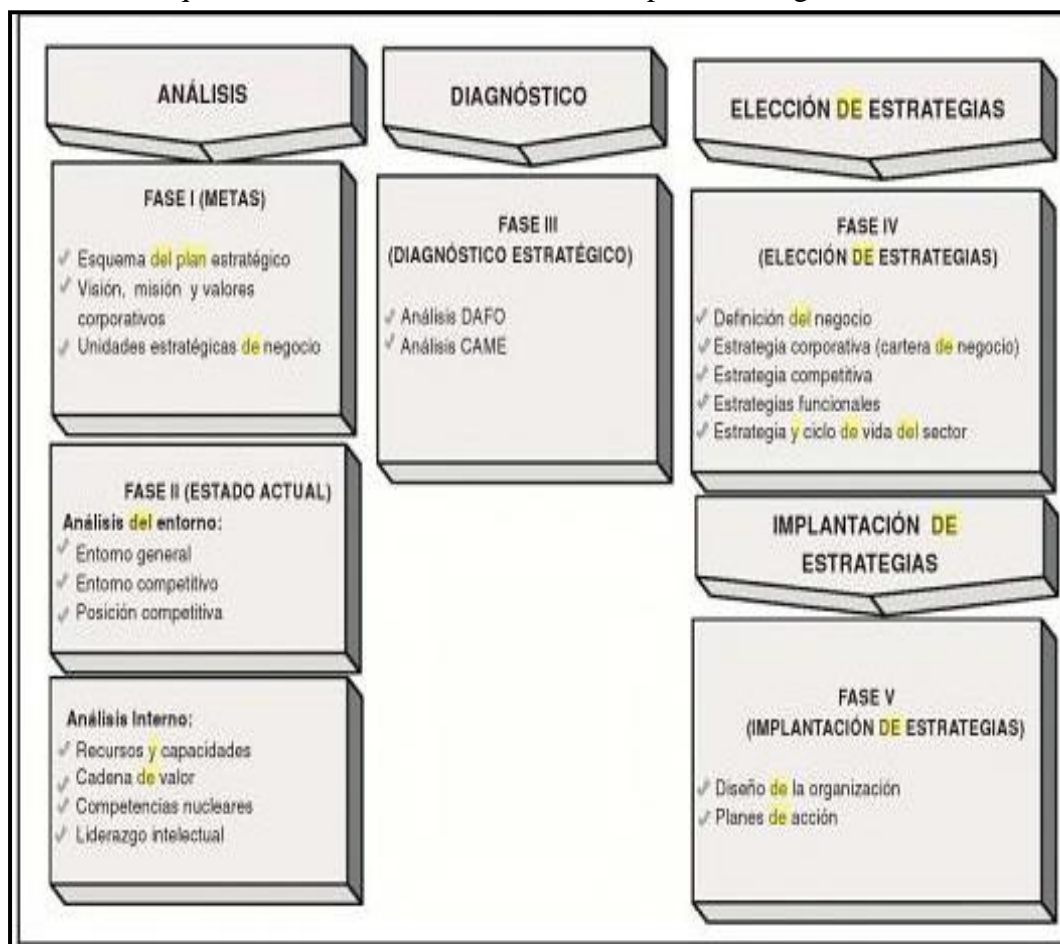 ANÁLISIS
FASE I (METAS)
Esquema del plan estratégico
Visión, misión y valores
corporativos
Unidades estratégicas de negocio
FASE II (ESTADO ACTUAL)
Análisis del entorno:
Entorno general
Entorno competitivo
Posición competitiva
Análisis Interno:
Recursos y capacidades
Cadena de valor
Competencias nucleares
Liderazgo intelectual
DIAGNÓSTICO
FASE III
(DIAGNÓSTICO ESTRATÉGICO)
Análisis DAFO
Análisis CAME
ELECCIÓN DE ESTRATEGIAS
FASE IV
(ELECCIÓN DE ESTRATEGIAS)
Definición del negocio
Estrategia corporativa (cartera de negocio)
Estrategia competitiva
Estrategias funcionales
Estrategia y ciclo de vida del sector
IMPLANTACIÓN DE
ESTRATEGIAS
FASE V
(IMPLANTACIÓN DE ESTRATEGIAS)
Diseño de la organización
Planes de acción